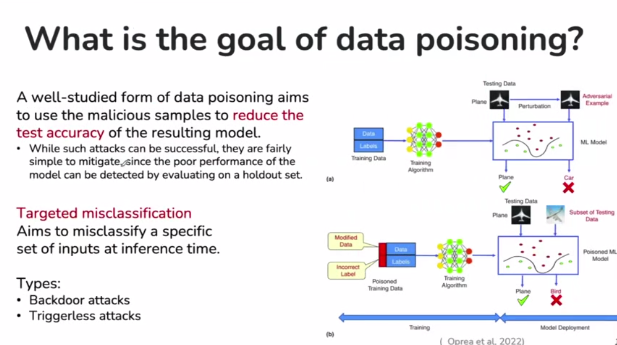 What is the goal of data poisoning?
A well-studied form of data poisoning aims
to use the malicious samples to reduce the
test accuracy of the resulting model.
• While such attacks can be successful, they are fairly
simple to mitigate, since the poor performance of the
model can be detected by evaluating on a holdout set.
Targeted misclassification
Aims to misclassify a specific
set of inputs at inference time.
Types:
• Backdoor attacks
• Triggerless attacks
Testing Data
Plane
Perturbation
Adversarial
Example
Data
Labels
Training Data
Training
Algorithm
ML Model
Plane
Car
(a)
Testing Data
Plane
Subset of Testing
Data
Modified
Data
Incorrect
Label
Data
Labels
Poisoned
Training Data
Training
Algorithm
Poisoned ML
Model
Plane
Bird
Training
Model Deployment
(b)
( Oprea et al, 2022)